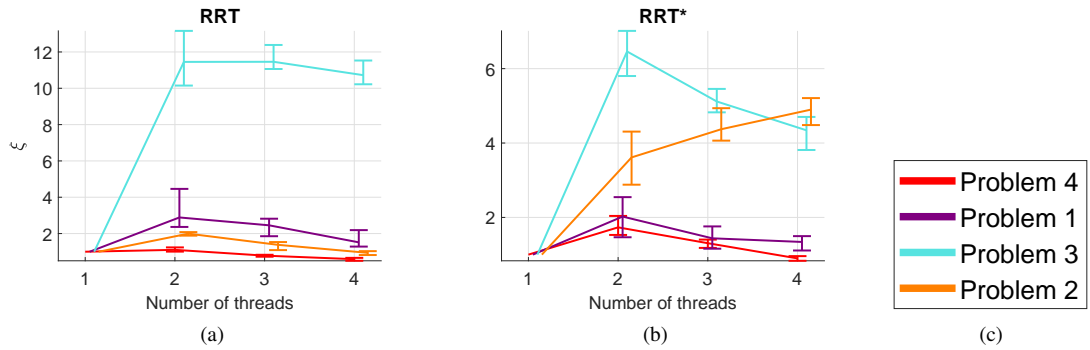 RRT
ξ
12
10
8
6
4
2
1
2
3
4
Number of threads
(a)
RRT*
6
4
2
1
2
3
4
Number of threads
(b)
Problem 4
Problem 1
Problem 3
Problem 2
(c)